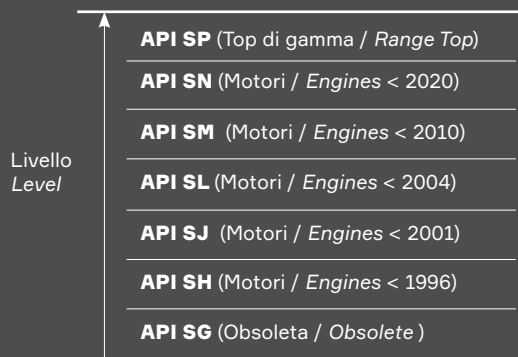 API SP (Top di gamma / Range Top)
API SN (Motori / Engines < 2020)
API SM (Motori / Engines < 2010)
Livello
Level
API SL (Motori / Engines < 2004)
API SJ (Motori / Engines < 2001)
API SH (Motori / Engines < 1996)
API SG (Obsoleta / Obsolete )